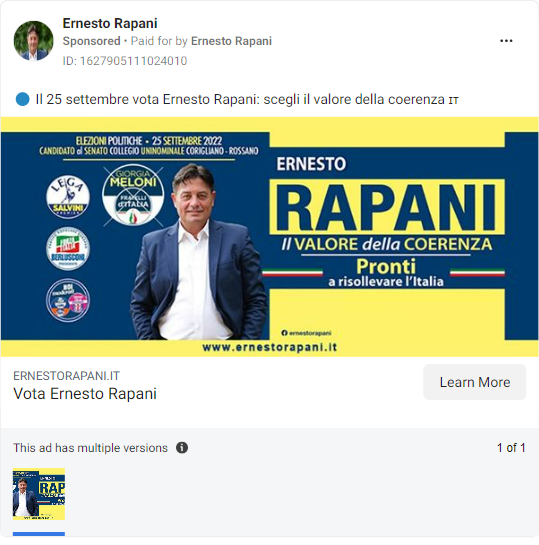 Ernesto Rapani
Sponsored • Paid for by Ernesto Rapani
ID: 1627905111024010
Il 25 settembre vota Ernesto Rapani: scegli il valore della coerenza IT
ELEZIONI POLITICHE • 25 SETTEMBRE 2022
CANDIDATO al SENATO COLLEGIO UNINOMINALE CORIGLIANO - ROSSANO
LEGA
SALVINI
PREMIER
GIORGIA
MELONI
FRATELLI
d'ITALIA
FORZA
ITALIA
BERLUSCONI
PRESIDENTE
NOI
moderati
ERNESTO
RAPANI
Il VALORE della COERENZA
Pronti
a risollevare l'Italia
ernestorapani
www.ernestorapani.it
ERNESTORAPANI.IT
Vota Ernesto Rapani
Learn More
This ad has multiple versions
1 of 1
ERNESTO
RAP